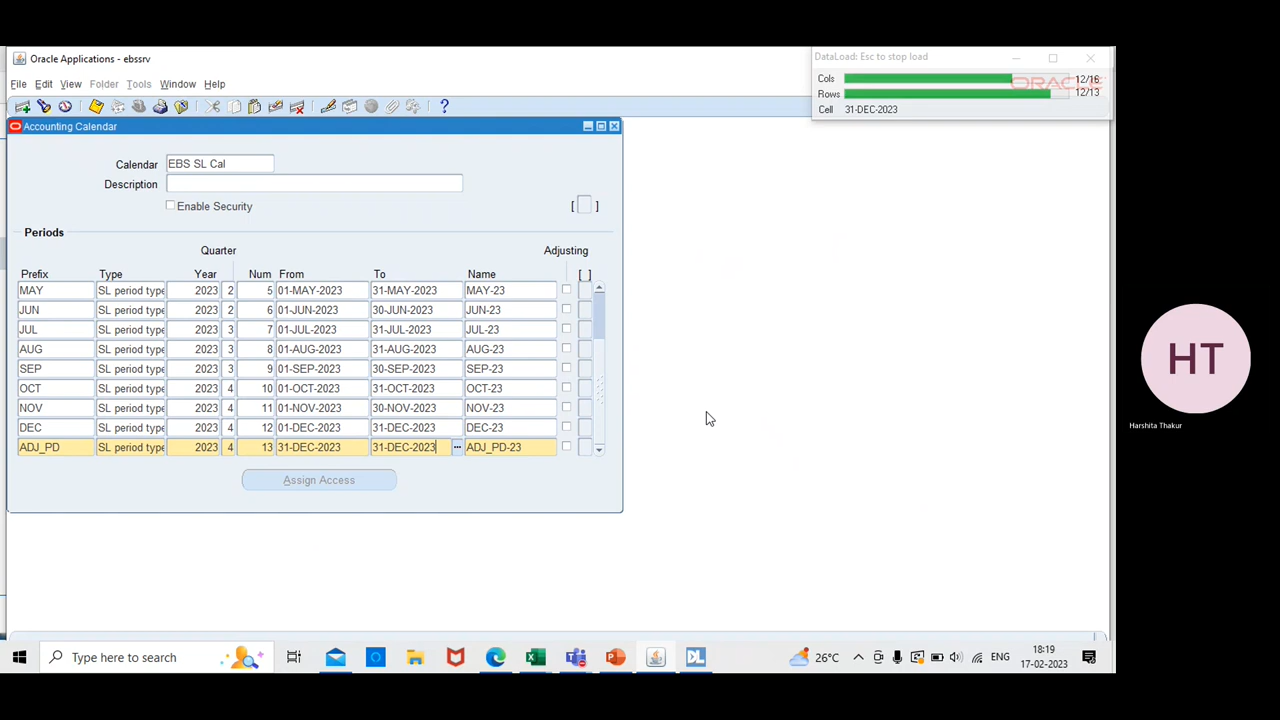 Oracle Applications - ebssrv
DataLoad: Esc to stop load
File Edit View Folder Tools Window Help
Cols 12/16
ORACLE
Rows 12/13
Cell 31-DEC-2023
Accounting Calendar
Calendar EBS SL Cal
Description
Enable Security
[ ]
Periods
Quarter Adjusting
Prefix Type Year Num From To Name [ ]
MAY SL period type 2023 2 5 01-MAY-2023 31-MAY-2023 MAY-23
JUN SL period type 2023 2 6 01-JUN-2023 30-JUN-2023 JUN-23
JUL SL period type 2023 3 7 01-JUL-2023 31-JUL-2023 JUL-23
AUG SL period type 2023 3 8 01-AUG-2023 31-AUG-2023 AUG-23
SEP SL period type 2023 3 9 01-SEP-2023 30-SEP-2023 SEP-23
OCT SL period type 2023 4 10 01-OCT-2023 31-OCT-2023 OCT-23
NOV SL period type 2023 4 11 01-NOV-2023 30-NOV-2023 NOV-23
DEC SL period type 2023 4 12 01-DEC-2023 31-DEC-2023 DEC-23
ADJ_PD SL period type 2023 4 13 31-DEC-2023 31-DEC-2023 ... ADJ_PD-23
Assign Access
HT
Harshita Thakur
Type here to search
DL
26°C
ENG
18:19
17-02-2023